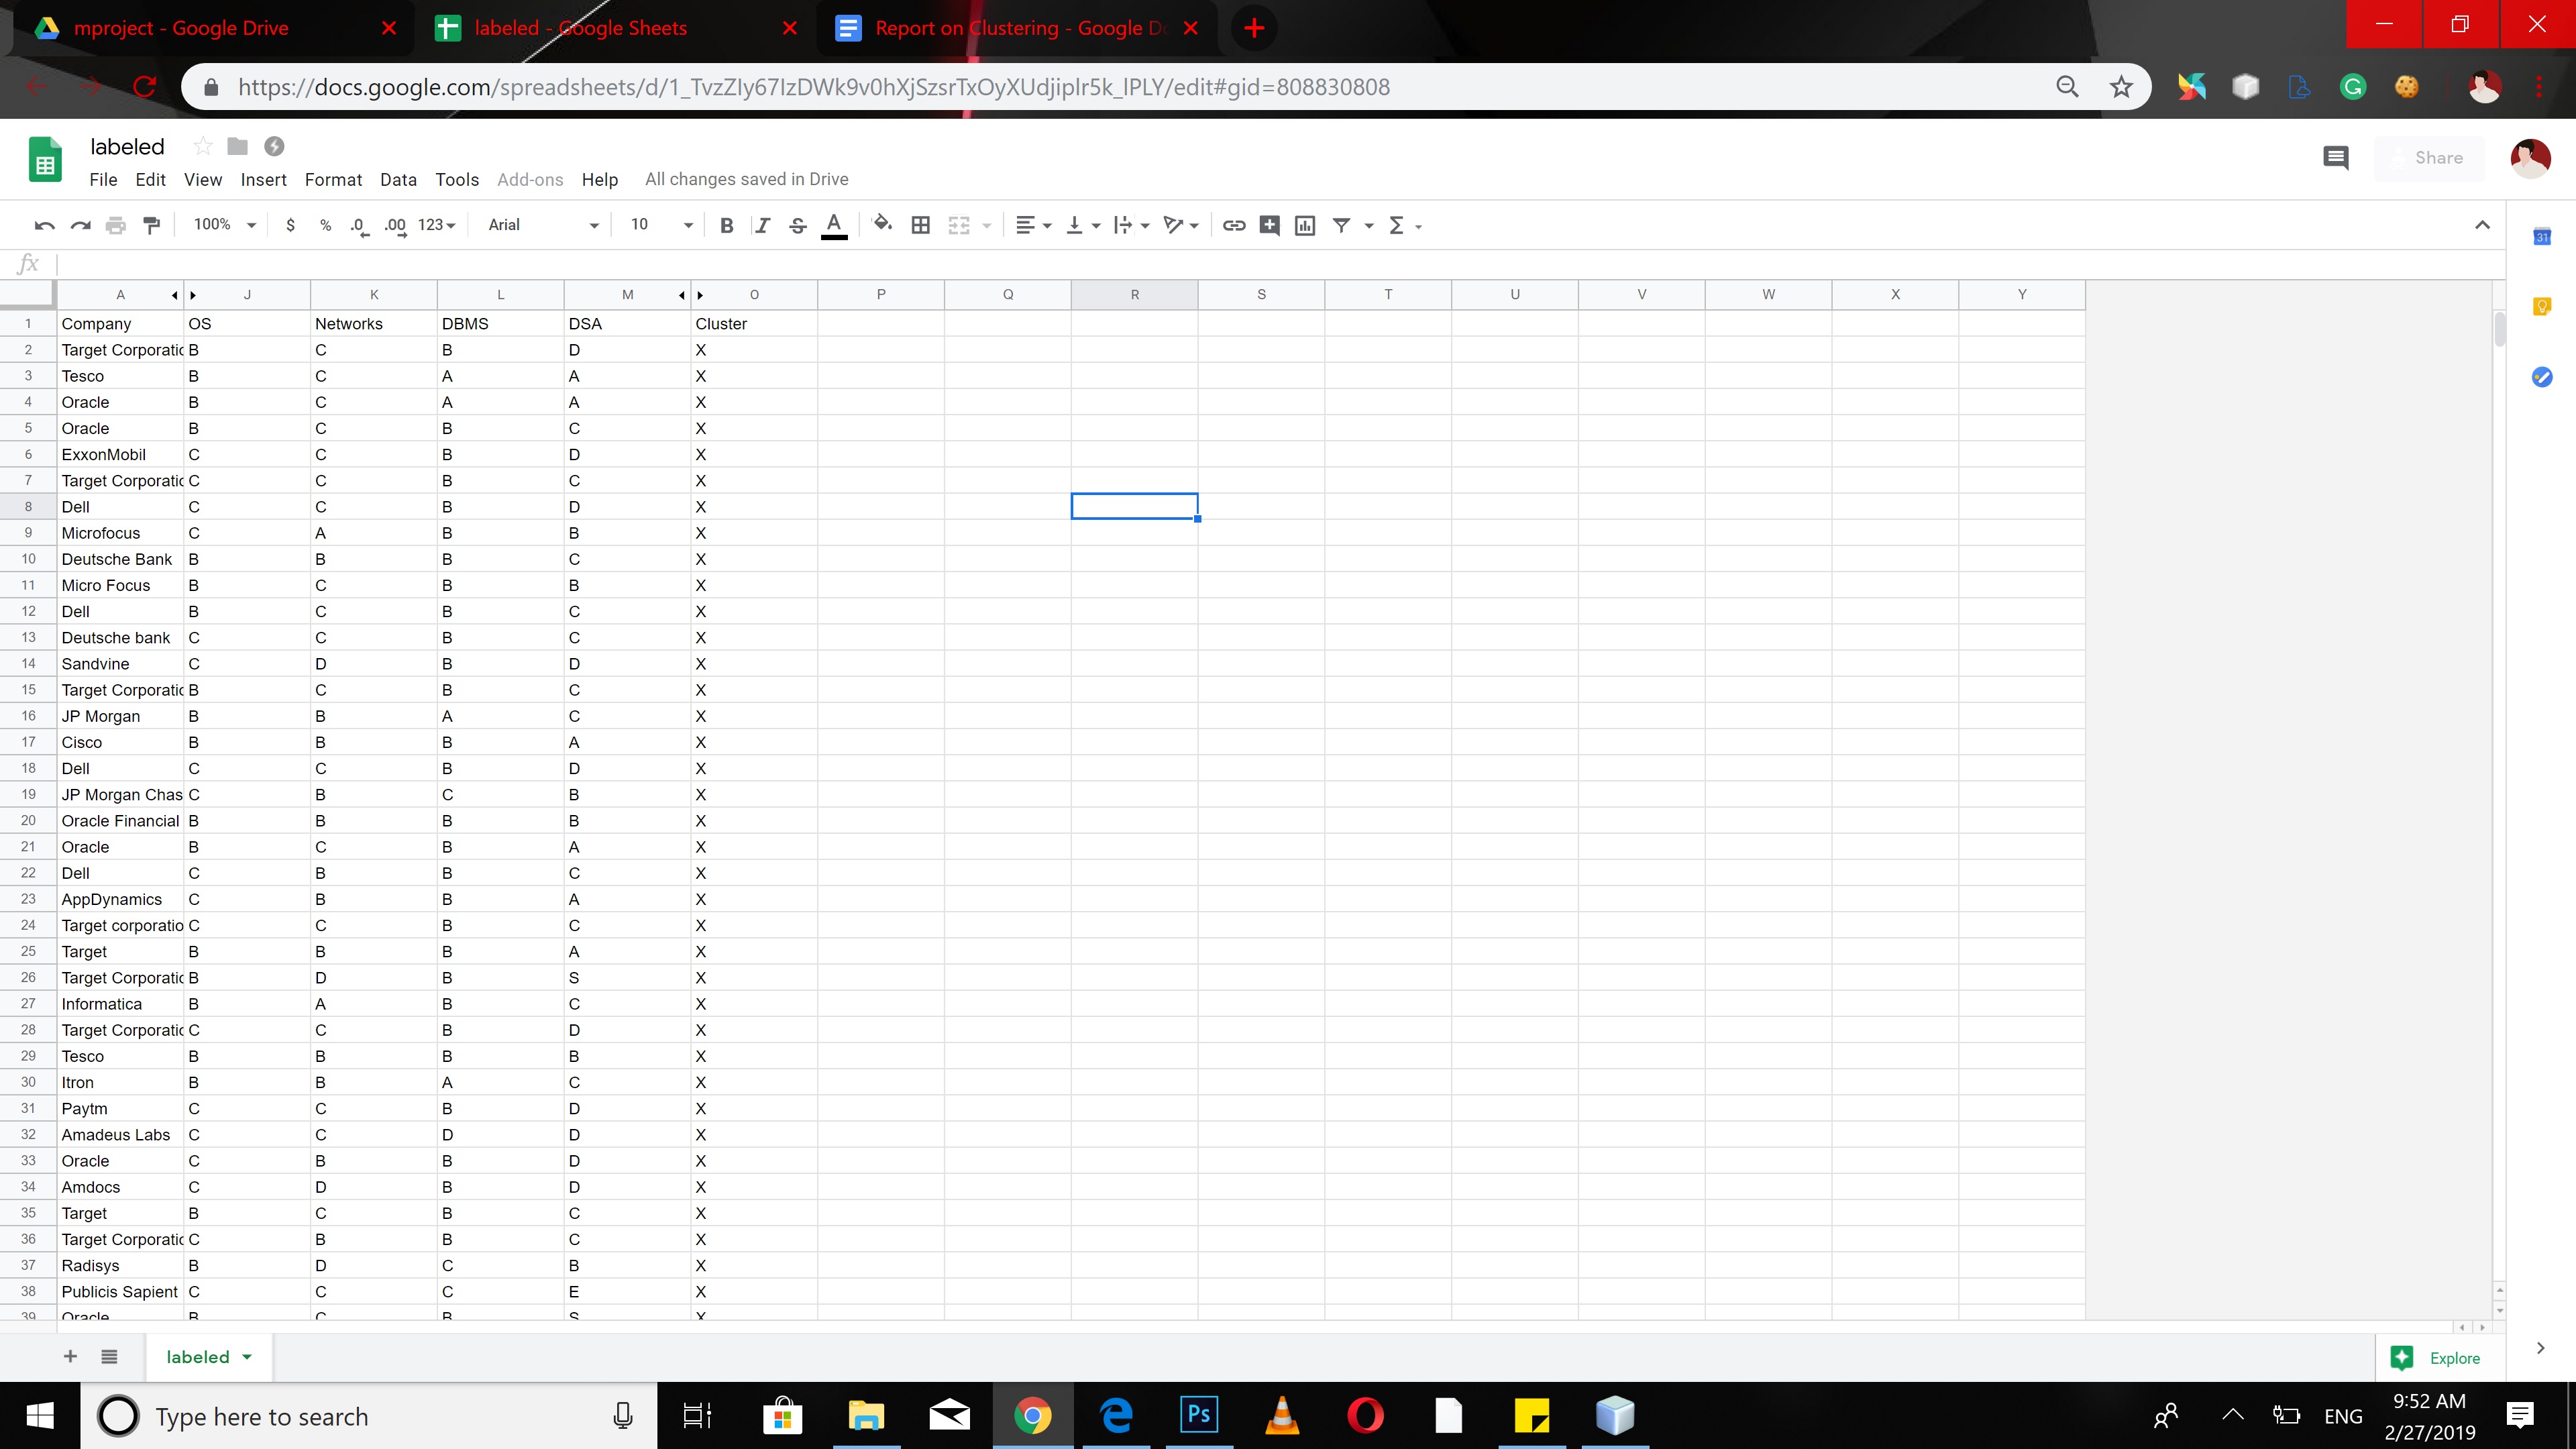 mproject - Google Drive
labeled - Google Sheets
Report on Clustering - Google D
https://docs.google.com/spreadsheets/d/1_TvzZIy67IzDWk9v0hXjSzsrTxOyXUdjiplr5k_lPLY/edit#gid=808830808
labeled
File Edit View Insert Format Data Tools Add-ons Help All changes saved in Drive
Share
100% $ % .0 .00 123 Arial 10 B I S A
fx
A J K L M O P Q R S T U V W X Y
1 Company OS Networks DBMS DSA Cluster
2 Target Corporatic B C B D X
3 Tesco B C A A X
4 Oracle B C A A X
5 Oracle B C B C X
6 ExxonMobil C C B D X
7 Target Corporatic C C B C X
8 Dell C C B D X
9 Microfocus C A B B X
10 Deutsche Bank B B B C X
11 Micro Focus B C B B X
12 Dell B C B C X
13 Deutsche bank C C B C X
14 Sandvine C D B D X
15 Target Corporatic B C B C X
16 JP Morgan B B A C X
17 Cisco B B B A X
18 Dell C C B D X
19 JP Morgan Chas C B C B X
20 Oracle Financial B B B B X
21 Oracle B C B A X
22 Dell C B B C X
23 AppDynamics C B B A X
24 Target corporatio C C B C X
25 Target B B B A X
26 Target Corporatic B D B S X
27 Informatica B A B C X
28 Target Corporatic C C B D X
29 Tesco B B B B X
30 Itron B B A C X
31 Paytm C C B D X
32 Amadeus Labs C C D D X
33 Oracle C B B D X
34 Amdocs C D B D X
35 Target B C B C X
36 Target Corporatic C B B C X
37 Radisys B D C B X
38 Publicis Sapient C C C E X
39 Oracle B C B S X
labeled
Explore
Type here to search
Ps
ENG
9:52 AM
2/27/2019
31